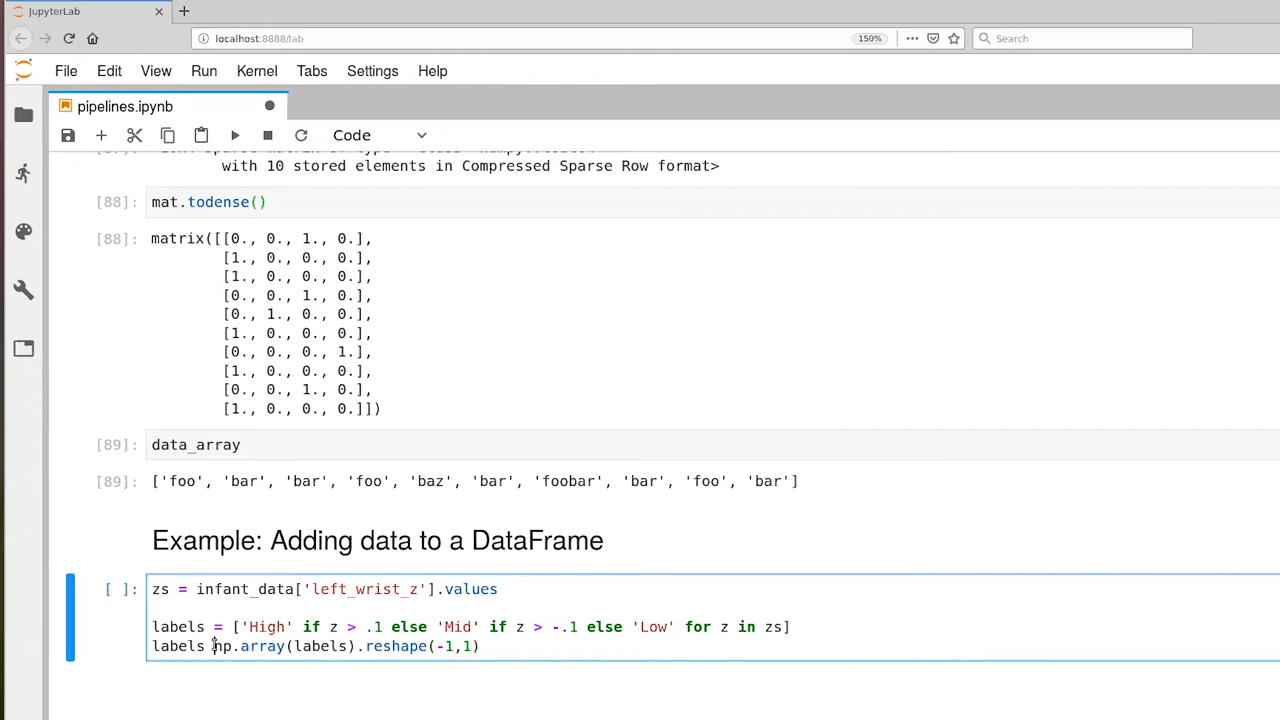 JupyterLab
localhost:8888/lab
150%
Search
File Edit View Run Kernel Tabs Settings Help
pipelines.ipynb
Code
with 10 stored elements in Compressed Sparse Row format>
[88]: mat.todense()
[88]: matrix([[0., 0., 1., 0.],
[1., 0., 0., 0.],
[1., 0., 0., 0.],
[0., 0., 1., 0.],
[0., 1., 0., 0.],
[1., 0., 0., 0.],
[0., 0., 0., 1.],
[1., 0., 0., 0.],
[0., 0., 1., 0.],
[1., 0., 0., 0.]])
[89]: data_array
[89]: ['foo', 'bar', 'bar', 'foo', 'baz', 'bar', 'foobar', 'bar', 'foo', 'bar']
Example: Adding data to a DataFrame
[ ]: zs = infant_data['left_wrist_z'].values
labels = ['High' if z > .1 else 'Mid' if z > -.1 else 'Low' for z in zs]
labels np.array(labels).reshape(-1,1)